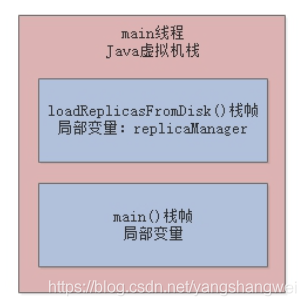 main线程
Java虚拟机栈
loadReplicasFromDisk()栈帧
局部变量：replicaManager
main()栈帧
局部变量
https://blog.csdn.net/yangshangwei